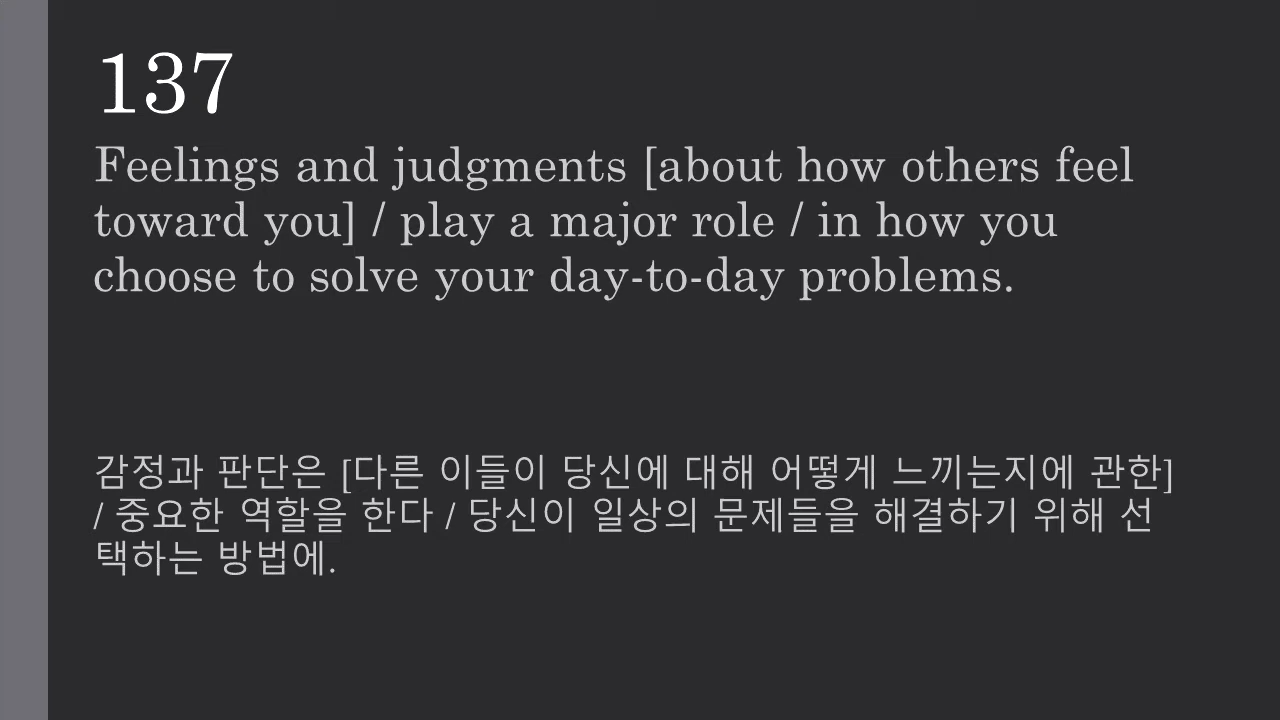 137
Feelings and judgments [about how others feel
toward you] / play a major role / in how you
choose to solve your day-to-day problems.
감정과 판단은 [다른 이들이 당신에 대해 어떻게 느끼는지에 관한]
/ 중요한 역할을 한다 / 당신이 일상의 문제들을 해결하기 위해 선
택하는 방법에.